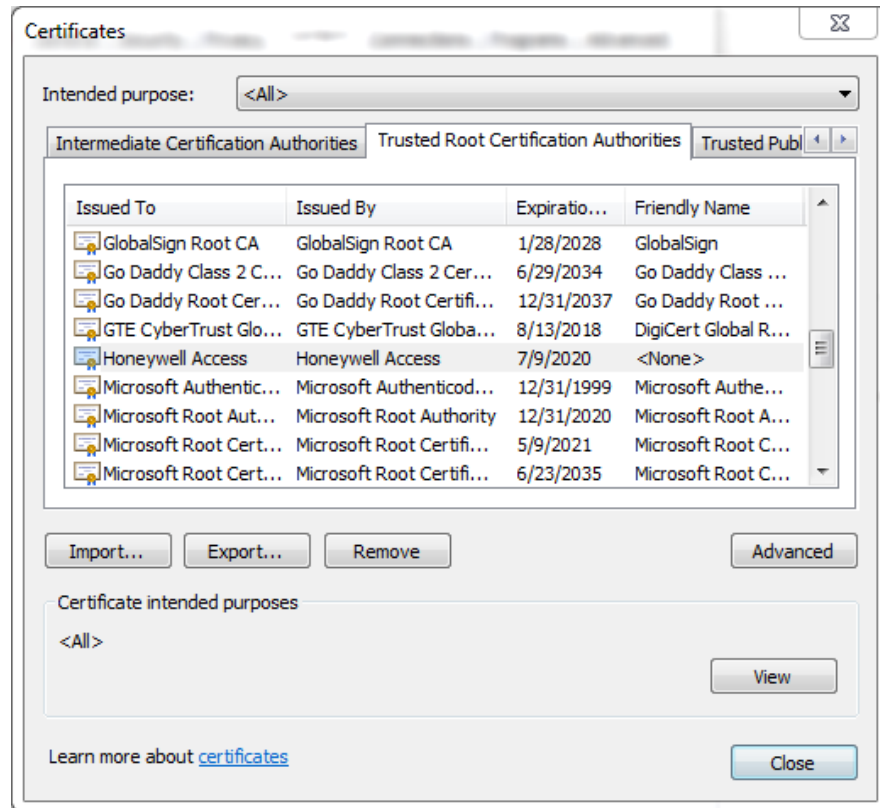 Certificates
Intended purpose: <All>
Intermediate Certification Authorities Trusted Root Certification Authorities Trusted Publ
Issued To Issued By Expiratio... Friendly Name
GlobalSign Root CA GlobalSign Root CA 1/28/2028 GlobalSign
Go Daddy Class 2 C... Go Daddy Class 2 Cer... 6/29/2034 Go Daddy Class ...
Go Daddy Root Cer... Go Daddy Root Certifi... 12/31/2037 Go Daddy Root ...
GTE CyberTrust Glo... GTE CyberTrust Globa... 8/13/2018 DigiCert Global R...
Honeywell Access Honeywell Access 7/9/2020 <None>
Microsoft Authentic... Microsoft Authenticod... 12/31/1999 Microsoft Authe...
Microsoft Root Aut... Microsoft Root Authority 12/31/2020 Microsoft Root A...
Microsoft Root Cert... Microsoft Root Certifi... 5/9/2021 Microsoft Root C...
Microsoft Root Cert... Microsoft Root Certifi... 6/23/2035 Microsoft Root C...
Import... Export... Remove Advanced
Certificate intended purposes
<All>
View
Learn more about certificates
Close